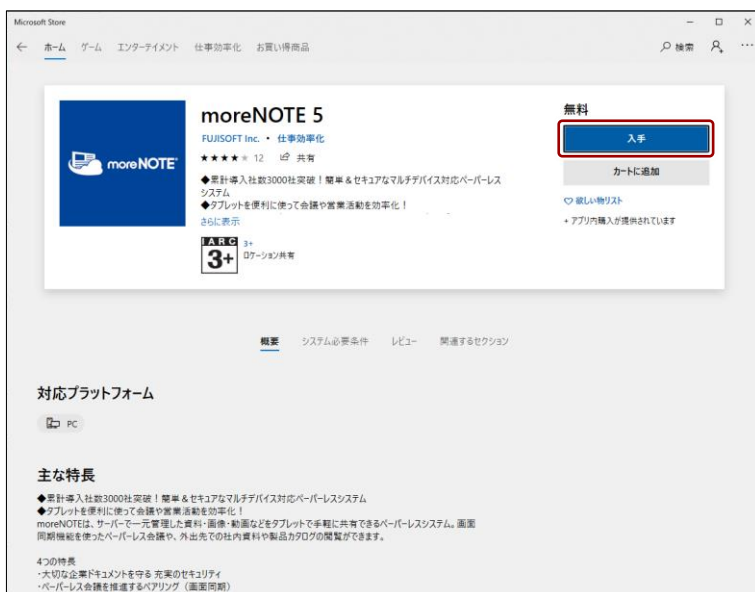 Microsoft Store
ホーム ゲーム エンターテイメント 仕事効率化 お買い得商品 検索
moreNOTE
moreNOTE 5
FUJISOFT Inc. • 仕事効率化
★★★★★ 12 共有
◆累計導入社数3000社突破！簡単&セキュアなマルチデバイス対応ペーパーレス
システム
◆タブレットを便利に使って会議や営業活動を効率化！
さらに表示
IARC
3+
3+
ロケーション共有
無料
入手
カートに追加
欲しい物リスト
+ アプリ内購入が提供されています
概要 システム必要条件 レビュー 関連するセクション
対応プラットフォーム
PC
主な特長
◆累計導入社数3000社突破！簡単&セキュアなマルチデバイス対応ペーパーレスシステム
◆タブレットを便利に使って会議や営業活動を効率化！
moreNOTEは、サーバーで一元管理した資料・画像・動画などをタブレットで手軽に共有できるペーパーレスシステム。画面
同期機能を使ったペーパーレス会議や、外出先での社内資料や製品カタログの閲覧ができます。
4つの特長
・大切な企業ドキュメントを守る 充実のセキュリティ
・ペーパーレス会議を推進するペアリング（画面同期）